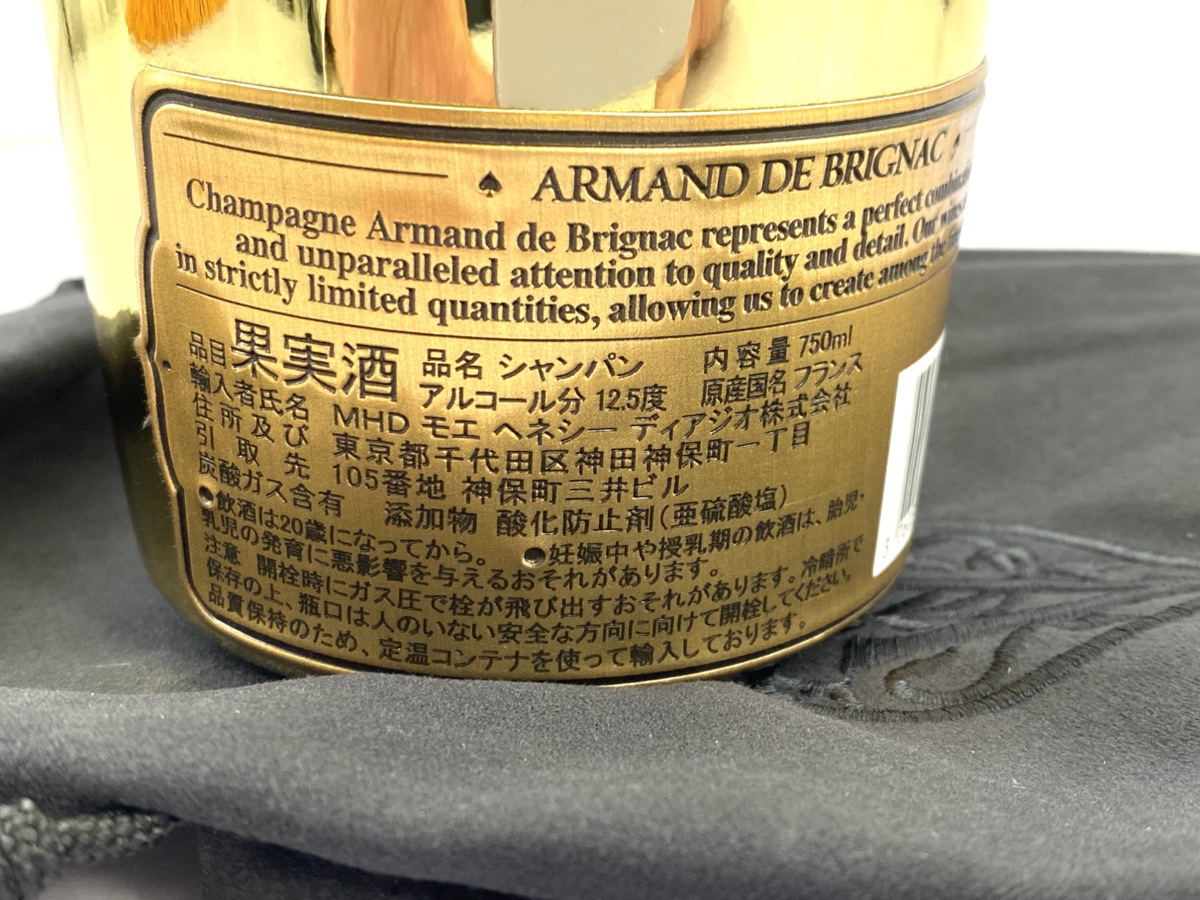 ♠ ARMAND DE BRIGNAC ♠
Champagne Armand de Brignac represents a perfect
and unparalleled attention to quality and detail. Our wines
in strictly limited quantities, allowing us to create among the
品目 果実酒 品名 シャンパン 内容量 750ml
アルコール分 12.5度 原産国名 フランス
輸入者氏名 MHD モエ ヘネシー ディアジオ株式会社
住所及び 東京都千代田区神田神保町一丁目
引取先 105番地 神保町三井ビル
炭酸ガス含有 添加物 酸化防止剤(亜硫酸塩)
●飲酒は20歳になってから。 ●妊娠中や授乳期の飲酒は、胎児・
乳児の発育に悪影響を与えるおそれがあります。
注意 開栓時にガス圧で栓が飛び出すおそれがあります。冷暗所で
保存の上、瓶口は人のいない安全な方向に向けて開栓してください。
品質保持のため、定温コンテナを使って輸入しております。
3